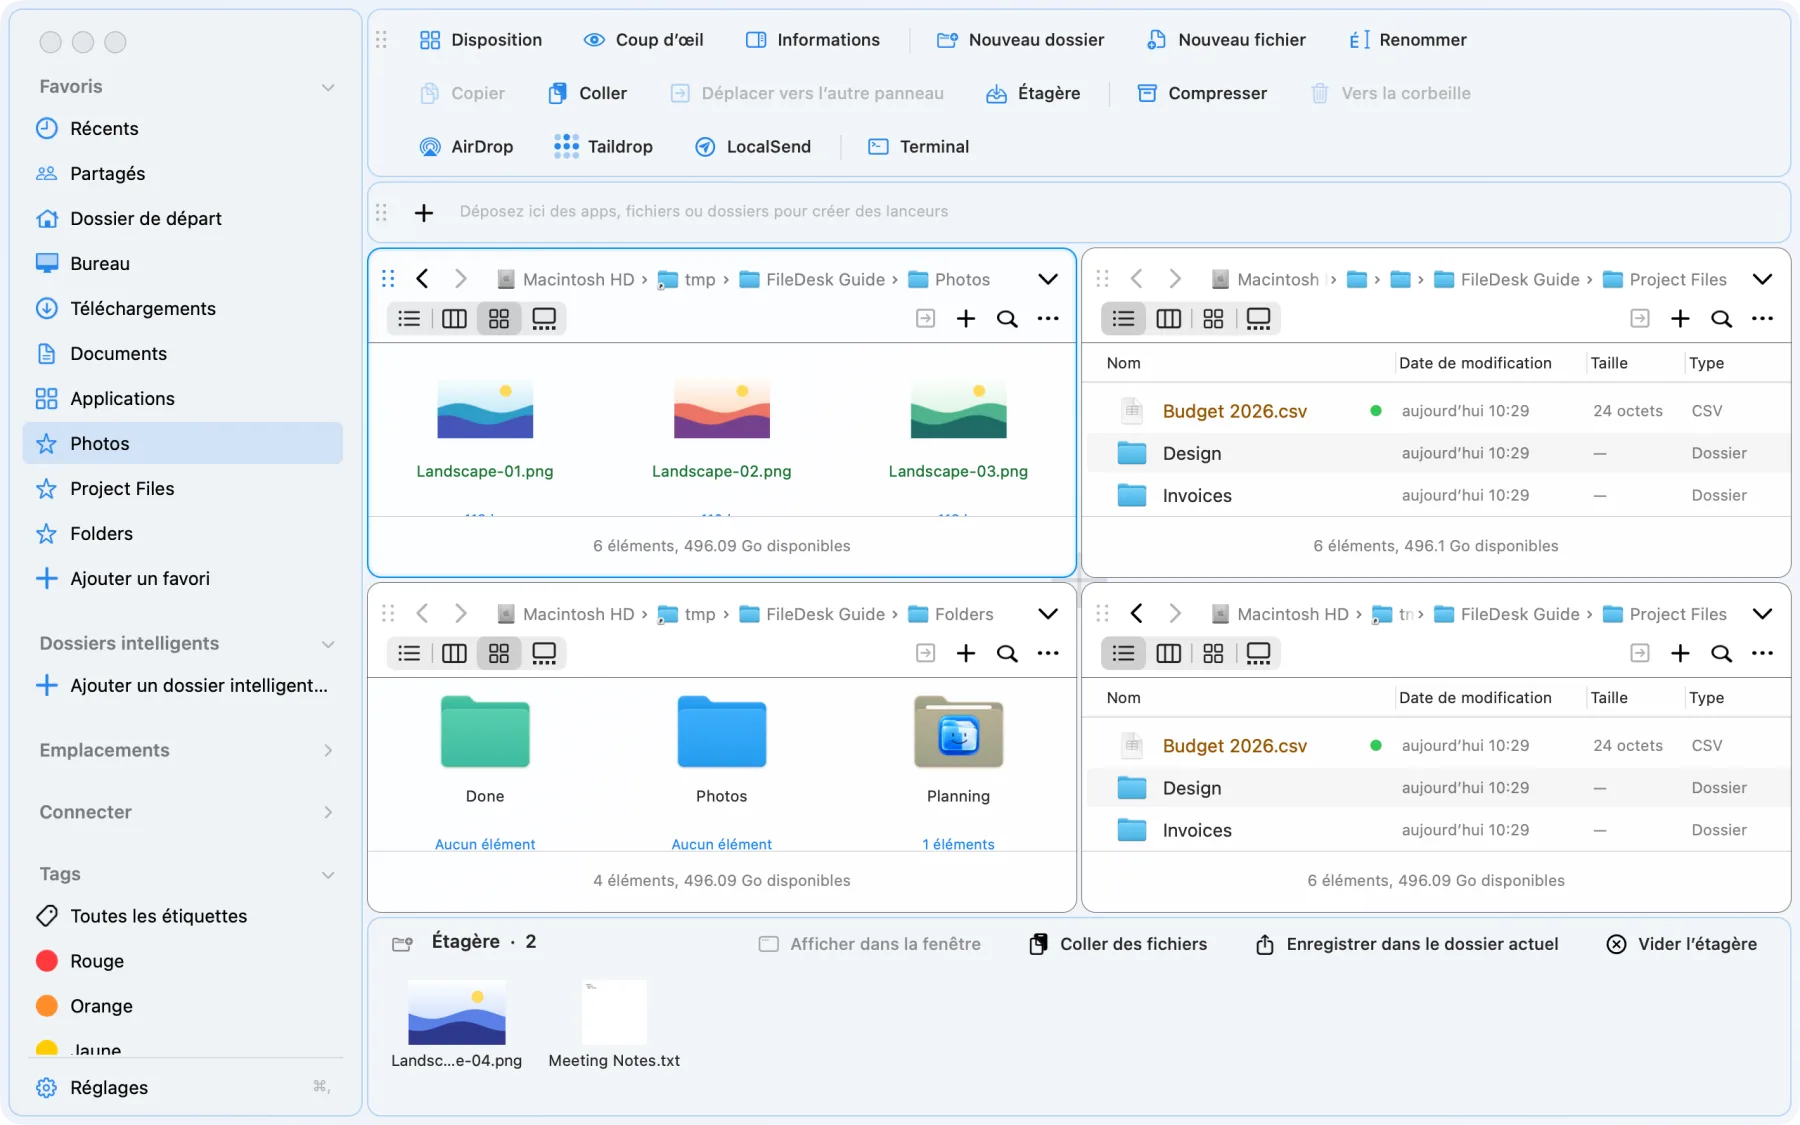 Favoris
Récents
Partagés
Dossier de départ
Bureau
Téléchargements
Documents
Applications
Photos
Project Files
Folders
Ajouter un favori
Dossiers intelligents
Ajouter un dossier intelligent...
Emplacements
Connecter
Tags
Toutes les étiquettes
Rouge
Orange
Jaune
Réglages ⌘,
Disposition Coup d’œil Informations Nouveau dossier Nouveau fichier Renommer
Copier Coller Déplacer vers l’autre panneau Étagère Compresser Vers la corbeille
AirDrop Taildrop LocalSend Terminal
Déposez ici des apps, fichiers ou dossiers pour créer des lanceurs
Macintosh HD › tmp › FileDesk Guide › Photos
Landscape-01.png Landscape-02.png Landscape-03.png
6 éléments, 496.09 Go disponibles
Macintosh › › › FileDesk Guide › Project Files
Nom Date de modification Taille Type
Budget 2026.csv aujourd’hui 10:29 24 octets CSV
Design aujourd’hui 10:29 — Dossier
Invoices aujourd’hui 10:29 — Dossier
6 éléments, 496.1 Go disponibles
Macintosh HD › tmp › FileDesk Guide › Folders
Done Photos Planning
Aucun élément Aucun élément 1 éléments
4 éléments, 496.09 Go disponibles
Macintosh HD › › FileDesk Guide › Project Files
Nom Date de modification Taille Type
Budget 2026.csv aujourd’hui 10:29 24 octets CSV
Design aujourd’hui 10:29 — Dossier
Invoices aujourd’hui 10:29 — Dossier
6 éléments, 496.09 Go disponibles
Étagère · 2 Afficher dans la fenêtre Coller des fichiers Enregistrer dans le dossier actuel Vider l’étagère
Landsc...e-04.png Meeting Notes.txt